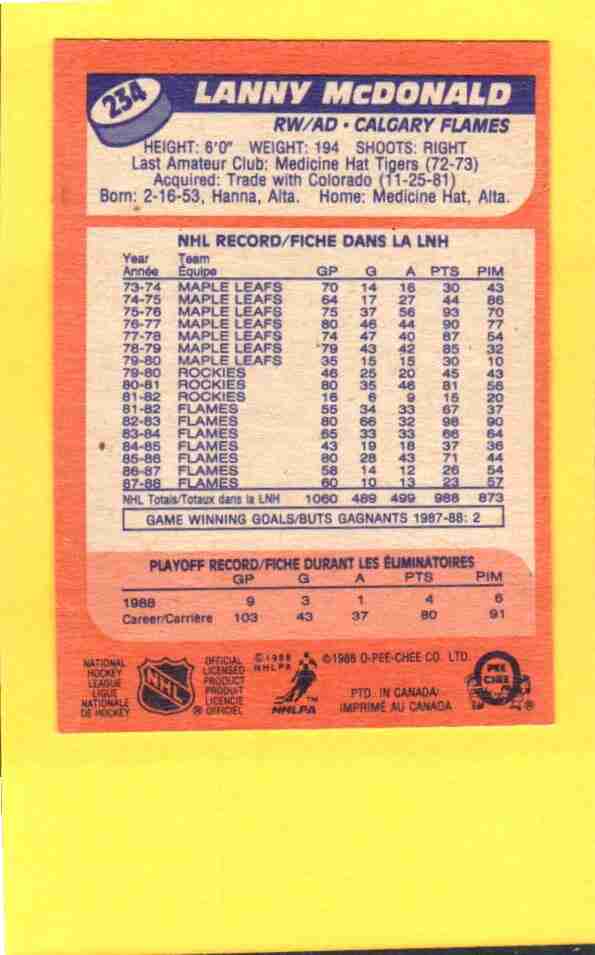 234
LANNY McDONALD
RW/AD • CALGARY FLAMES
HEIGHT: 6'0" WEIGHT: 194 SHOOTS: RIGHT
Last Amateur Club: Medicine Hat Tigers (72-73)
Acquired: Trade with Colorado (11-25-81)
Born: 2-16-53, Hanna, Alta. Home: Medicine Hat, Alta.
NHL RECORD/FICHE DANS LA LNH
Year Team
Année Équipe GP G A PTS PIM
73-74 MAPLE LEAFS 70 14 16 30 43
74-75 MAPLE LEAFS 64 17 27 44 86
75-76 MAPLE LEAFS 75 37 56 93 70
76-77 MAPLE LEAFS 80 46 44 90 77
77-78 MAPLE LEAFS 74 47 40 87 54
78-79 MAPLE LEAFS 79 43 42 85 32
79-80 MAPLE LEAFS 35 15 15 30 10
79-80 ROCKIES 46 25 20 45 43
80-81 ROCKIES 80 35 46 81 56
81-82 ROCKIES 16 6 9 15 20
81-82 FLAMES 55 34 33 67 37
82-83 FLAMES 80 66 32 98 90
83-84 FLAMES 65 33 33 66 64
84-85 FLAMES 43 19 18 37 36
85-86 FLAMES 80 28 43 71 44
86-87 FLAMES 58 14 12 26 54
87-88 FLAMES 60 10 13 23 57
NHL Totals/Totaux dans la LNH 1060 489 499 988 873
GAME WINNING GOALS/BUTS GAGNANTS 1987-88: 2
PLAYOFF RECORD/FICHE DURANT LES ÉLIMINATOIRES
GP G A PTS PIM
1988 9 3 1 4 6
Career/Carrière 103 43 37 80 91
NATIONAL
HOCKEY
LEAGUE
LIGUE
NATIONALE
DE HOCKEY
NHL
OFFICIAL
LICENSED
PRODUCT
PRODUIT
LICENCIE
® OFFICIEL
© 1988
NHLPA
NHLPA
©1988 O-PEE-CHEE CO. LTD.
PTD. IN CANADA
IMPRIMÉ AU CANADA
O
PEE
CHEE